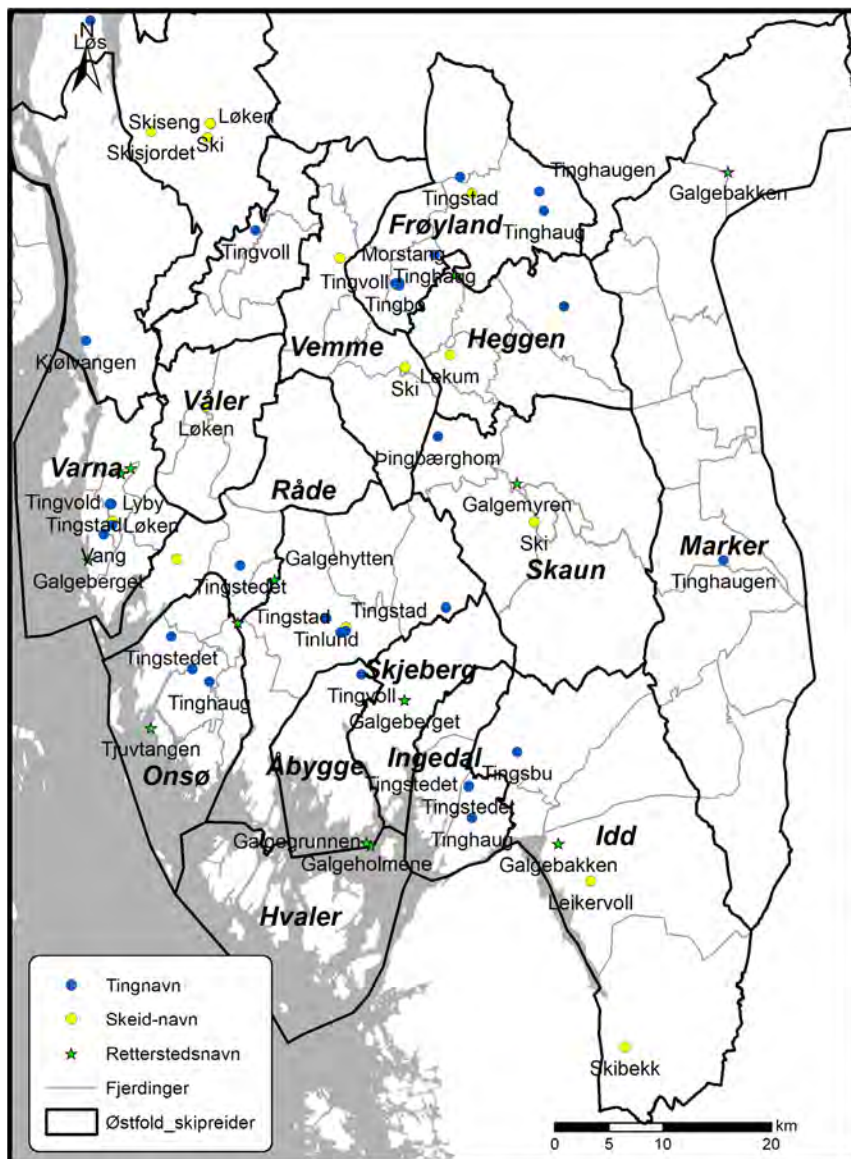 N
Løs
Skiseng
Løken
Skisjordet
Ski
Tinghaugen
Galgebakken
Tingstad
Frøyland
Tinghaug
Tingvoll
Morstang
Tingvoll
Tinghaug
Tingbø
Heggen
Vemme
Kjølvangen
Ski
Lekum
Våler
Løken
Þingbærghom
Varna
Råde
Galgemyren
Tingvold
Lyby
Tingstad
Løken
Ski
Marker
Vang
Galgehytten
Skaun
Tinghaugen
Galgeberget
Tingstedet
Tingstad
Tingstad
Tinlund
Tingstedet
Skjeberg
Tinghaug
Tingvoll
Galgeberget
Tjuvtangen
Onsø
Åbygge
Ingedal
Tingstedet
Tingsbu
Tingstedet
Galgegrunnen
Tinghaug
Idd
Galgeholmene
Galgebakken
Leikervoll
Hvaler
Tingnavn
Skeid-navn
Retterstedsnavn
Fjerdinger
Østfold_skipreider
Skibekk
km
0 5 10 20